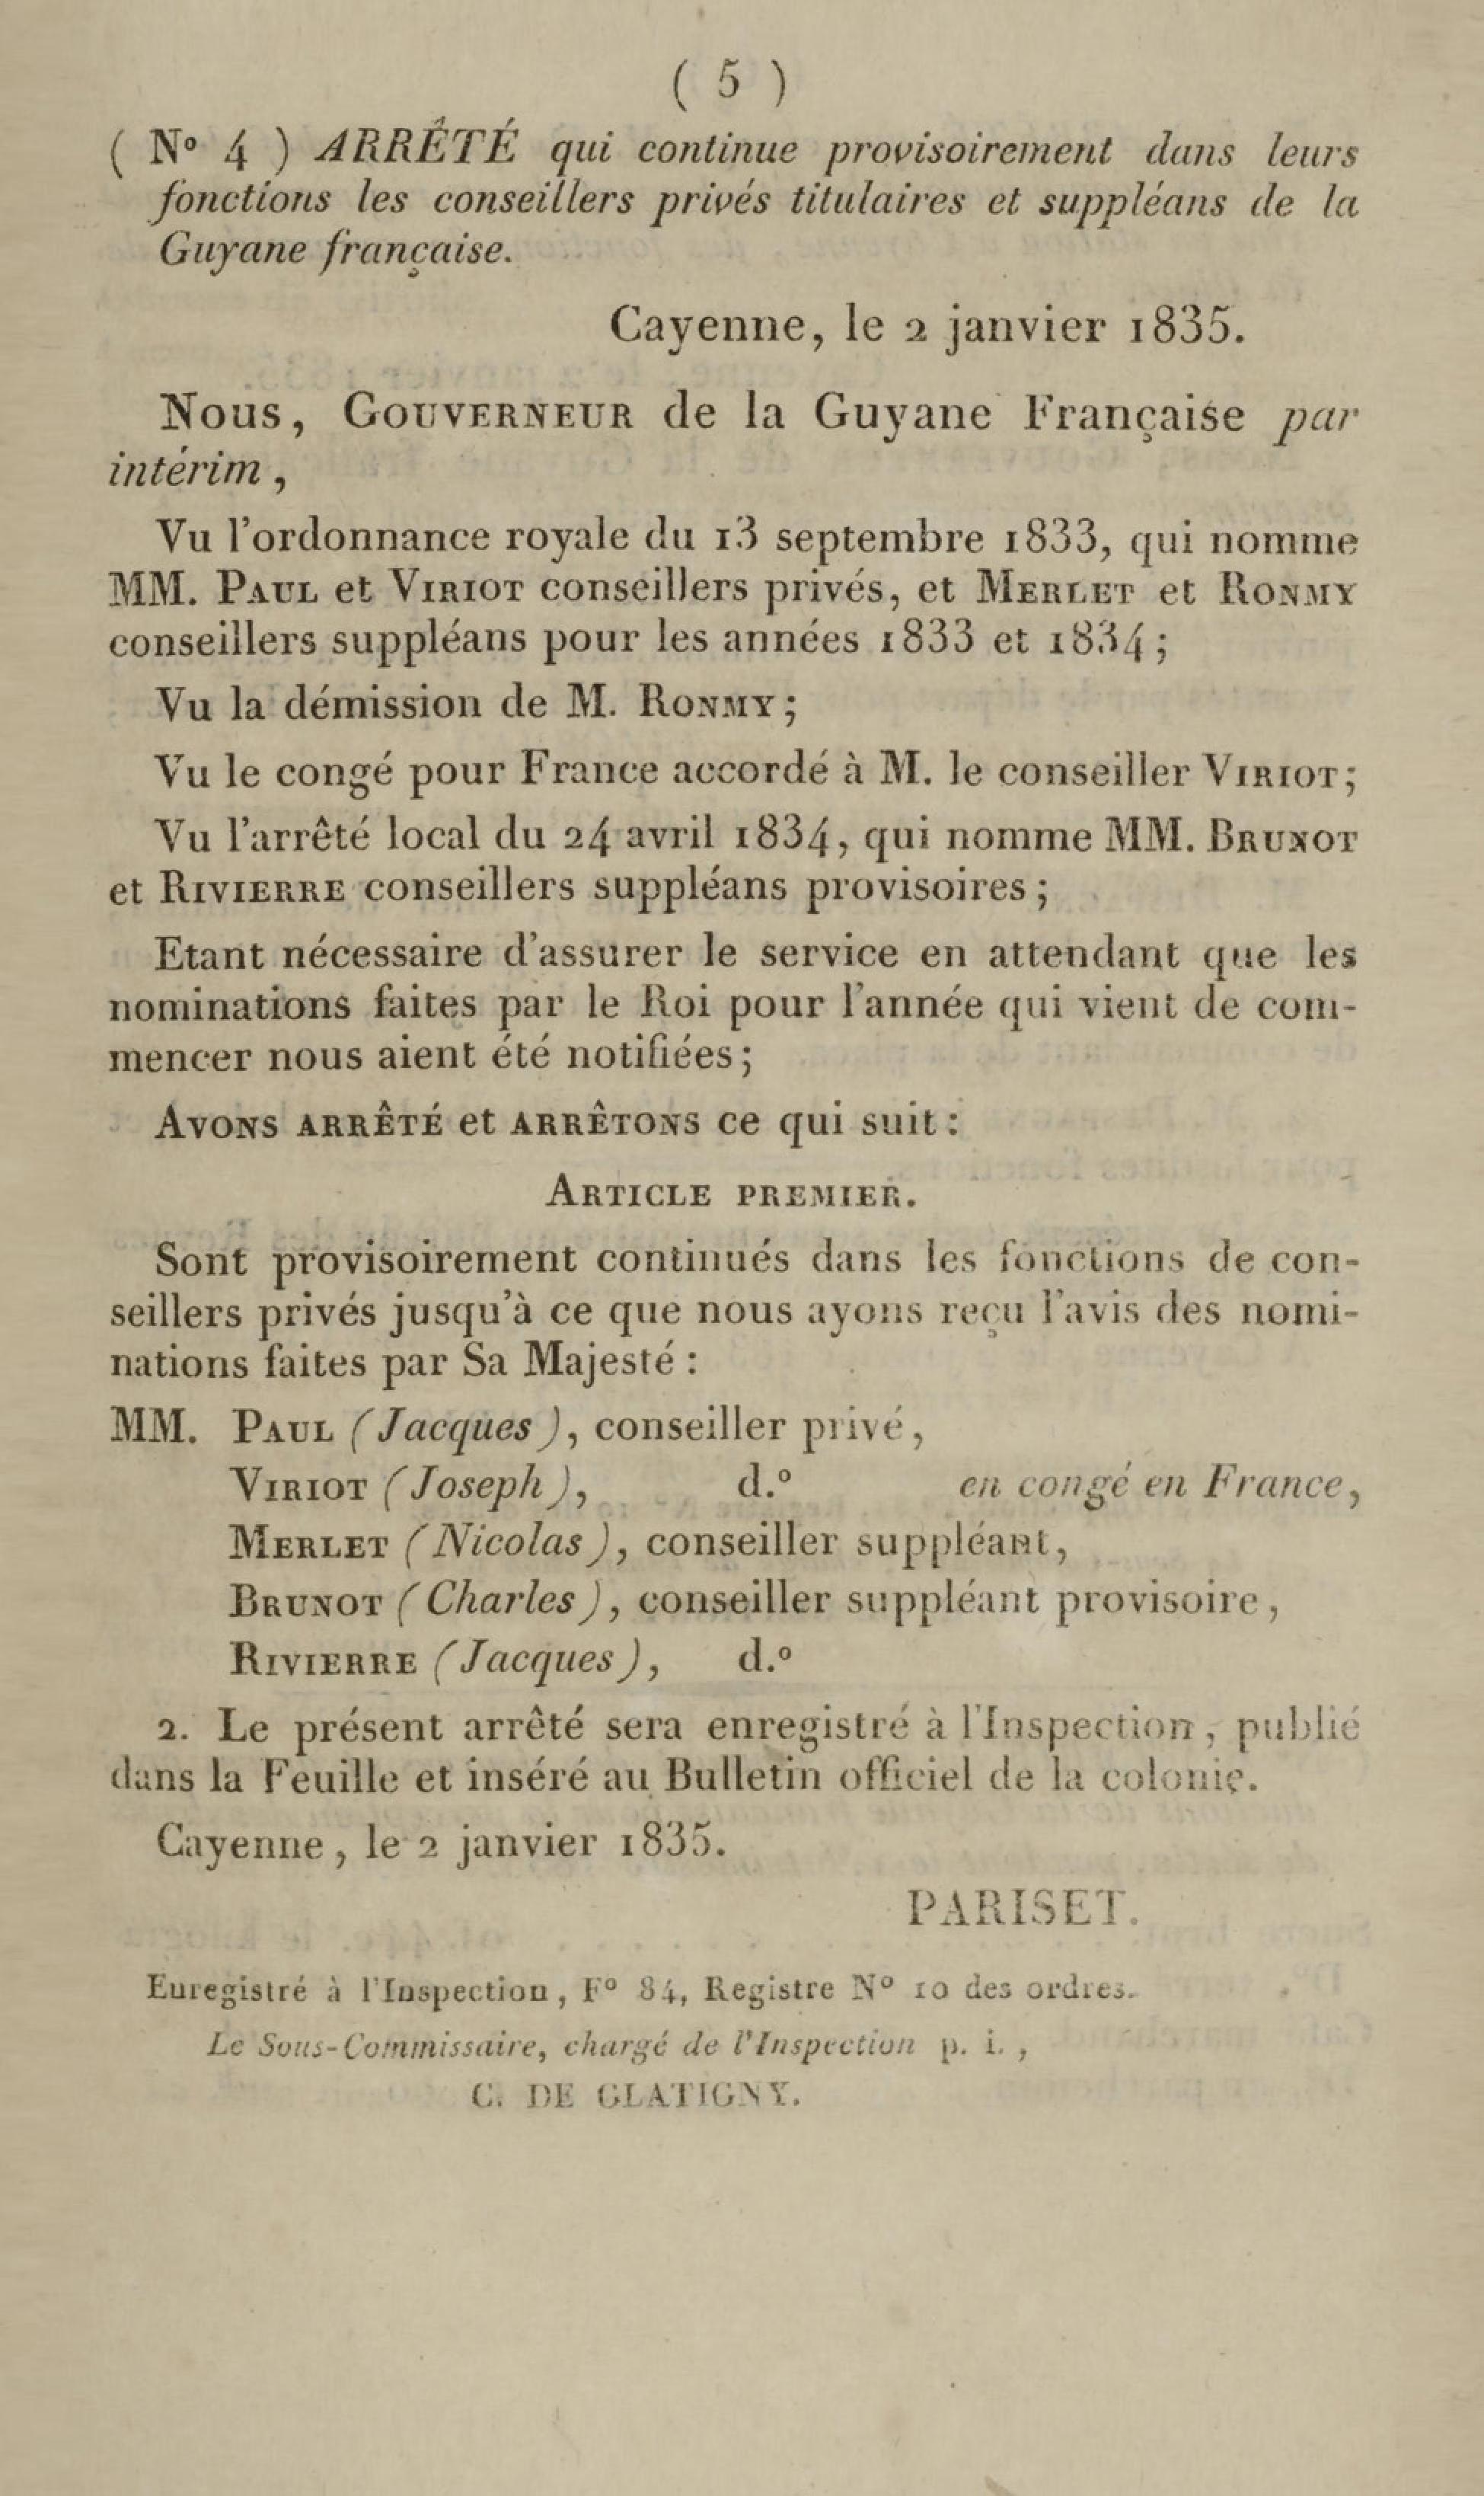 ( 5 )
( Nº 4 ) ARRÊTÉ qui continue provisoirement dans leurs
fonctions les conseillers privés titulaires et suppléans de la
Guyane française.
Cayenne, le 2 janvier 1835.
Nous, Gouverneur de la Guyane Française par
intérim,
Vu l'ordonnance royale du 13 septembre 1833, qui nomme
MM. Paul et Viriot conseillers privés, et Merlet et Ronmy
conseillers suppléans pour les années 1833 et 1834;
Vu la démission de M. Ronmy;
Vu le congé pour France accordé à M. le conseiller Viriot;
Vu l'arrêté local du 24 avril 1834, qui nomme MM. Brunot
et Rivierre conseillers suppléans provisoires;
Etant nécessaire d'assurer le service en attendant que les
nominations faites par le Roi pour l'année qui vient de com-
mencer nous aient été notifiées;
Avons arrêté et arrêtons ce qui suit:
Article premier.
Sont provisoirement continués dans les fonctions de con-
seillers privés jusqu'à ce que nous ayons reçu l'avis des nomi-
nations faites par Sa Majesté:
MM. Paul (Jacques), conseiller privé,
Viriot (Joseph), d.º en congé en France,
Merlet (Nicolas), conseiller suppléant,
Brunot (Charles), conseiller suppléant provisoire,
Rivierre (Jacques), d.º
2. Le présent arrêté sera enregistré à l'Inspection, publié
dans la Feuille et inséré au Bulletin officiel de la colonie.
Cayenne, le 2 janvier 1835.
PARISET.
Enregistré à l'Inspection, Fº 84, Registre Nº 10 des ordres.
Le Sous-Commissaire, chargé de l'Inspection p. i.,
C. DE GLATIGNY.